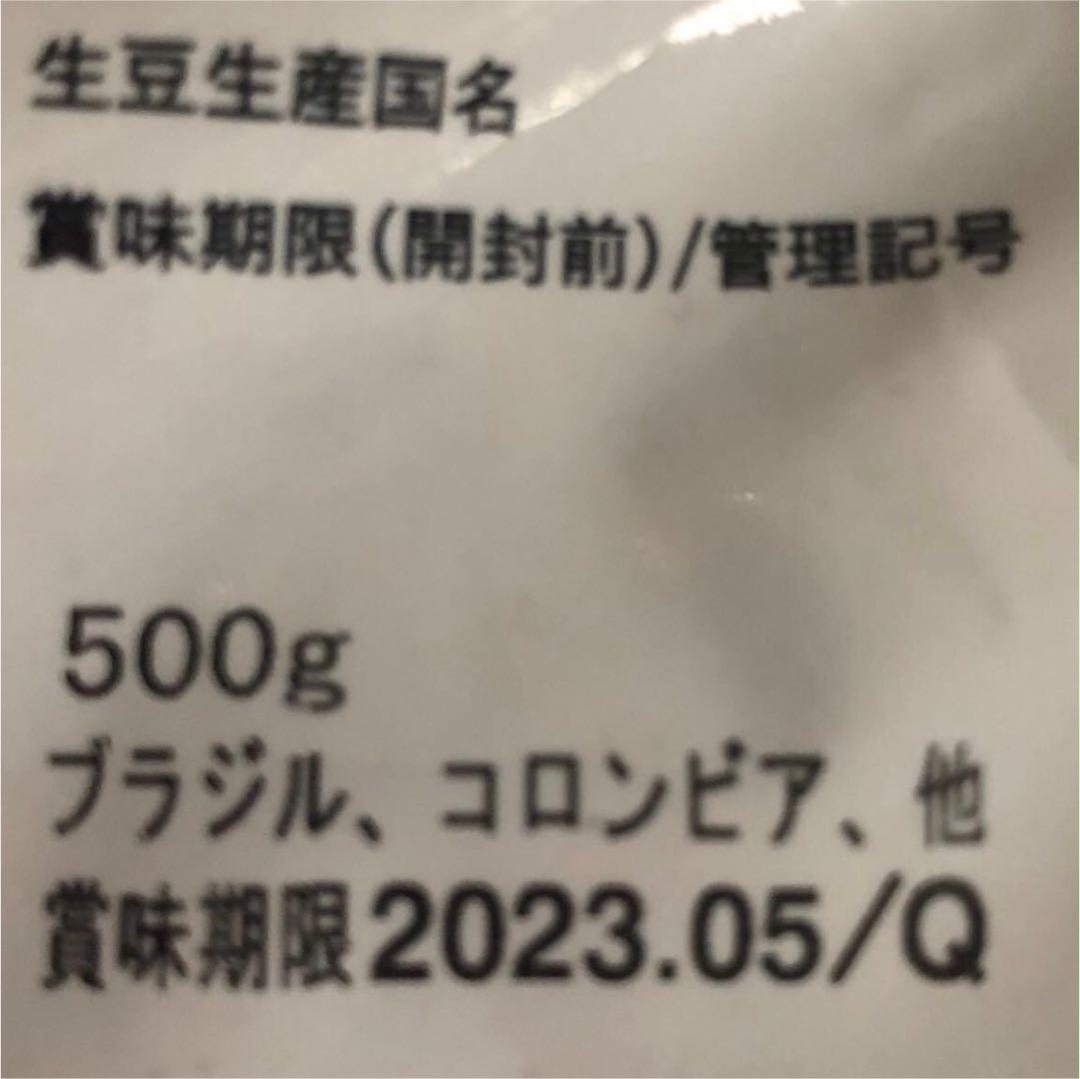 生豆生産国名
賞味期限(開封前)/管理記号
500g
ブラジル、コロンビア、他
賞味期限2023.05/Q